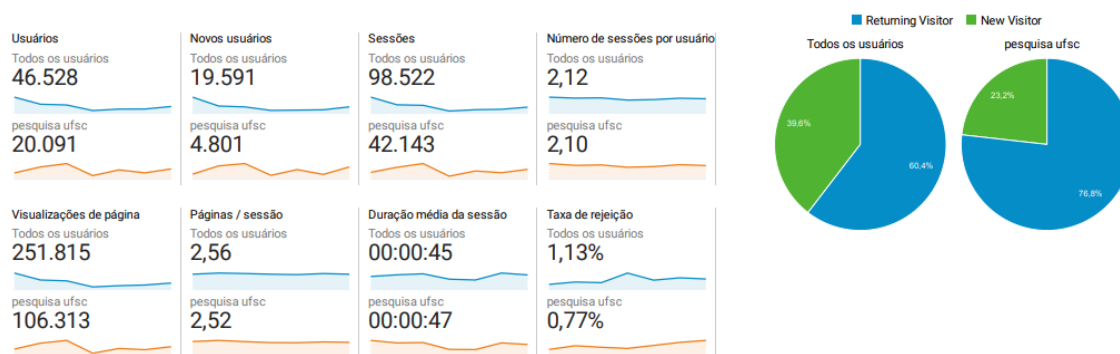 Usuários
Todos os usuários
46.528
pesquisa ufsc
20.091
Novos usuários
Todos os usuários
19.591
pesquisa ufsc
4.801
Sessões
Todos os usuários
98.522
pesquisa ufsc
42.143
Número de sessões por usuário
Todos os usuários
2,12
pesquisa ufsc
2,10
Visualizações de página
Todos os usuários
251.815
pesquisa ufsc
106.313
Páginas / sessão
Todos os usuários
2,56
pesquisa ufsc
2,52
Duração média da sessão
Todos os usuários
00:00:45
pesquisa ufsc
00:00:47
Taxa de rejeição
Todos os usuários
1,13%
pesquisa ufsc
0,77%
Returning Visitor New Visitor
Todos os usuários
39,6%
60,4%
pesquisa ufsc
23,2%
76,8%